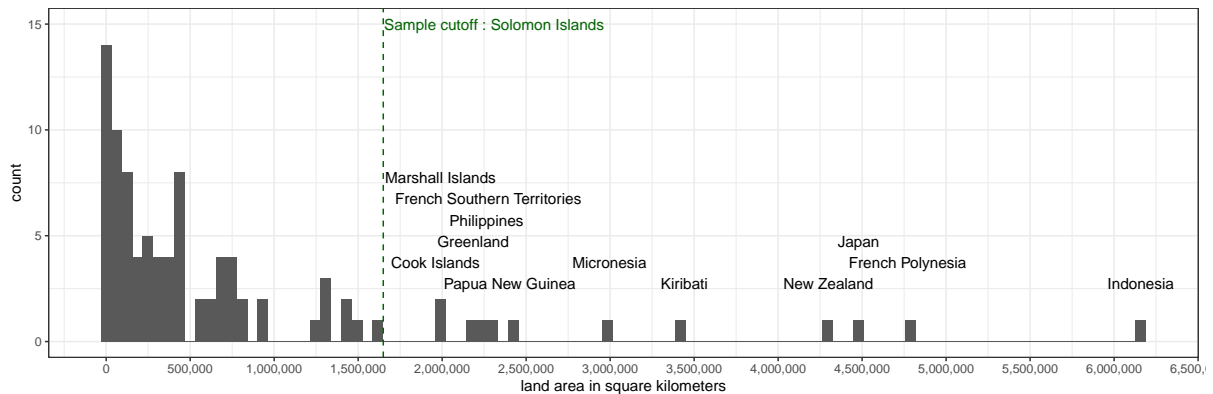 15
Sample cutoff : Solomon Islands
10
count
Marshall Islands
French Southern Territories
Philippines
5
Greenland
Japan
Cook Islands
Micronesia
French Polynesia
Papua New Guinea
Kiribati
New Zealand
Indonesia
0
0 500,000 1,000,000 1,500,000 2,000,000 2,500,000 3,000,000 3,500,000 4,000,000 4,500,000 5,000,000 5,500,000 6,000,000 6,500,
land area in square kilometers